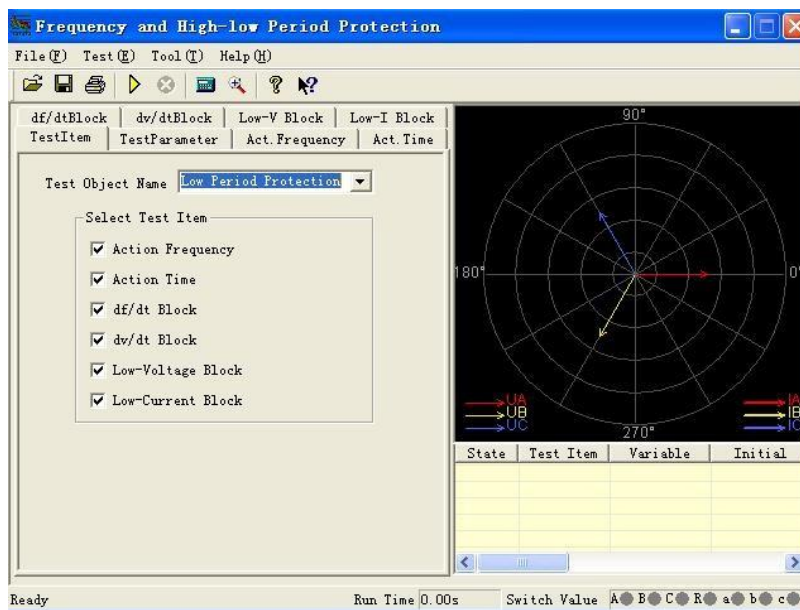 Frequency and High-low Period Protection
File(F) Test(E) Tool(T) Help(H)
df/dtBlock dv/dtBlock Low-V Block Low-I Block
TestItem TestParameter Act.Frequency Act.Time
Test Object Name Low Period Protection
Select Test Item
Action Frequency
Action Time
df/dt Block
dv/dt Block
Low-Voltage Block
Low-Current Block
90°
180° 0°
270°
UA IA
UB IB
UC IC
State Test Item Variable Initial
Ready Run Time 0.00s Switch Value A B C R a b c